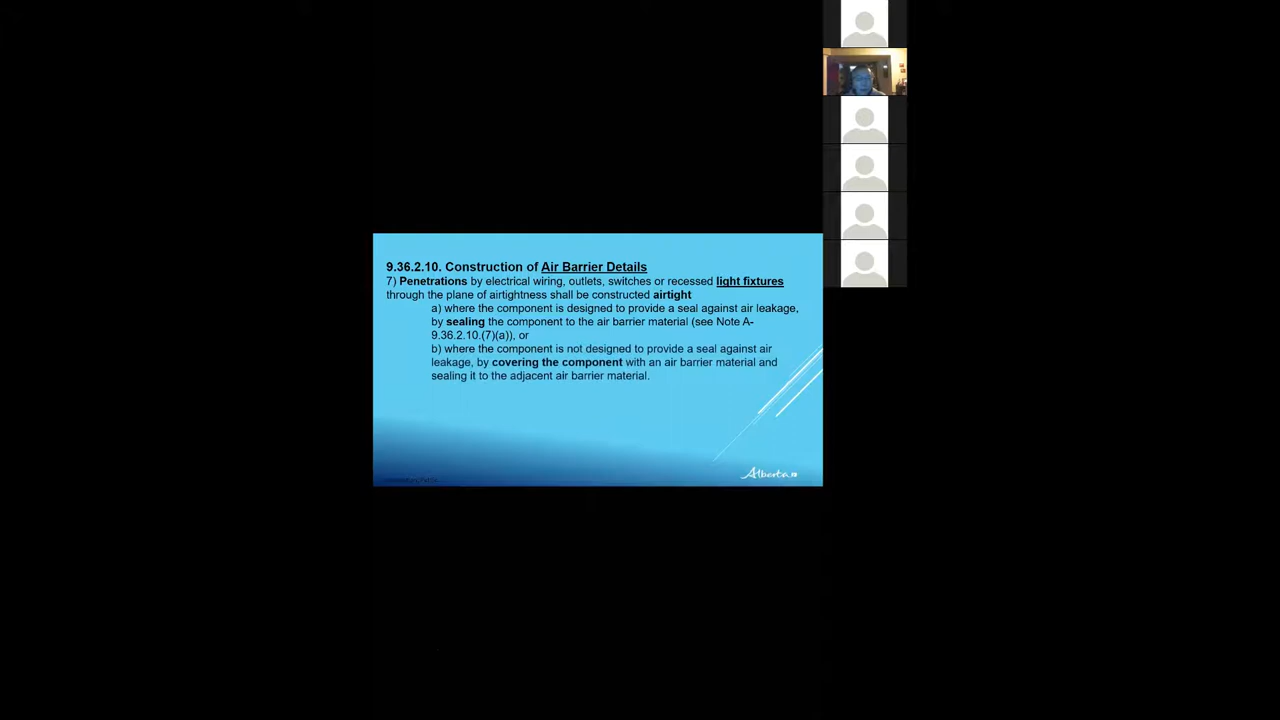 9.36.2.10. Construction of Air Barrier Details
7) Penetrations by electrical wiring, outlets, switches or recessed light fixtures
through the plane of airtightness shall be constructed airtight
a) where the component is designed to provide a seal against air leakage,
by sealing the component to the air barrier material (see Note A-
9.36.2.10.(7)(a)), or
b) where the component is not designed to provide a seal against air
leakage, by covering the component with an air barrier material and
sealing it to the adjacent air barrier material.
Alberta